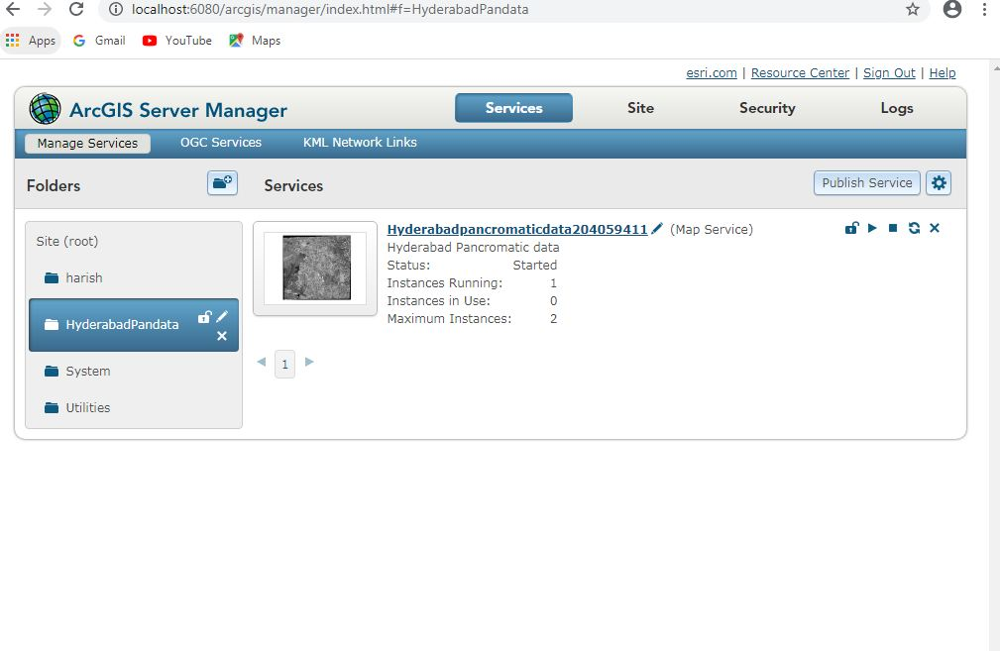 localhost:6080/arcgis/manager/index.html#f=HyderabadPandata
Apps Gmail YouTube Maps
esri.com | Resource Center | Sign Out | Help
ArcGIS Server Manager Services Site Security Logs
Manage Services OGC Services KML Network Links
Folders Services Publish Service
Site (root)
harish
HyderabadPandata
System
Utilities
Hyderabadpancromaticdata204059411 (Map Service)
Hyderabad Pancromatic data
Status: Started
Instances Running: 1
Instances in Use: 0
Maximum Instances: 2
1